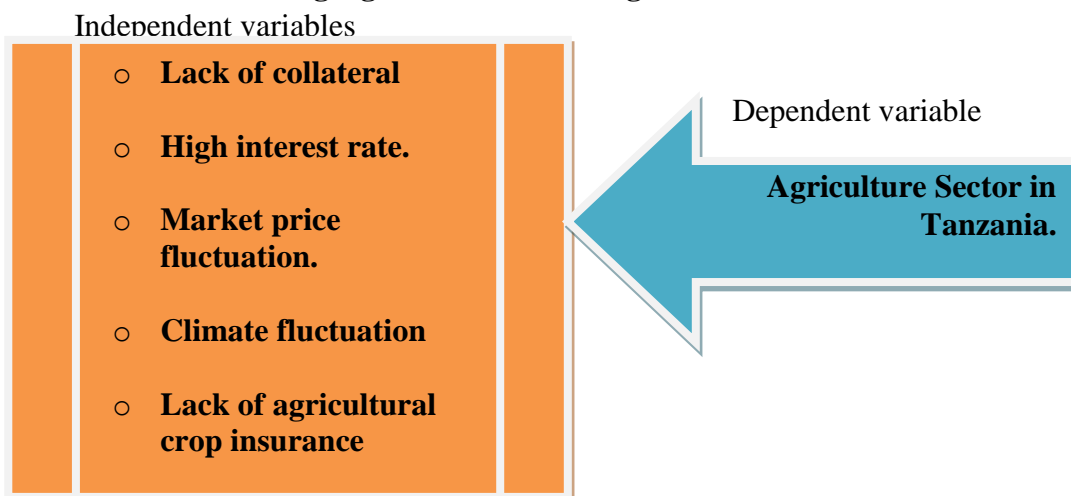 Independent variables
o Lack of collateral
o High interest rate.
o Market price
fluctuation.
o Climate fluctuation
o Lack of agricultural
crop insurance
Dependent variable
Agriculture Sector in
Tanzania.